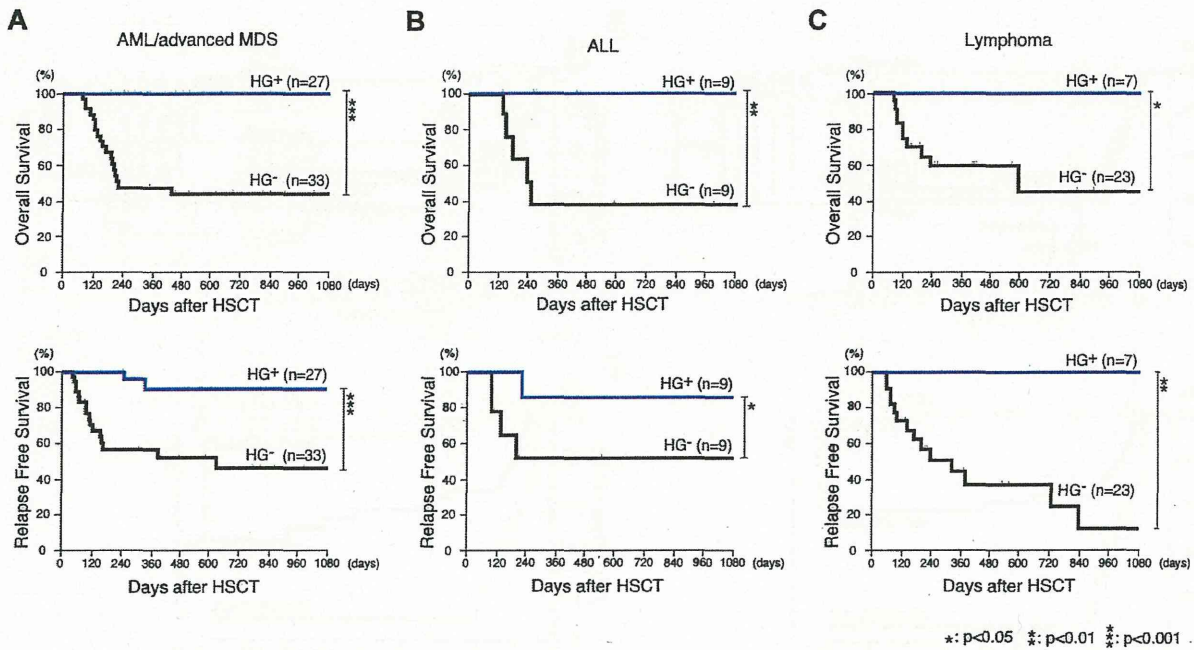 A
AML/advanced MDS
(%)
100
80
60
40
20
0
Overall Survival
HG+ (n=27)
***
HG- (n=33)
0 120 240 360 480 600 720 840 960 1080 (days)
Days after HSCT
(%)
100
80
60
40
20
0
Relapse Free Survival
HG+ (n=27)
***
HG- (n=33)
0 120 240 360 480 600 720 840 960 1080 (days)
Days after HSCT
B
ALL
(%)
100
80
60
40
20
0
Overall Survival
HG+ (n=9)
**
HG- (n=9)
0 120 240 360 480 600 720 840 960 1080 (days)
Days after HSCT
(%)
100
80
60
40
20
0
Relapse Free Survival
HG+ (n=9)
*
HG- (n=9)
0 120 240 360 480 600 720 840 960 1080 (days)
Days after HSCT
C
Lymphoma
(%)
100
80
60
40
20
0
Overall Survival
HG+ (n=7)
*
HG- (n=23)
0 120 240 360 480 600 720 840 960 1080 (days)
Days after HSCT
(%)
100
80
60
40
20
0
Relapse Free Survival
HG+ (n=7)
**
HG- (n=23)
0 120 240 360 480 600 720 840 960 1080 (days)
Days after HSCT
*: p<0.05 **: p<0.01 ***: p<0.001